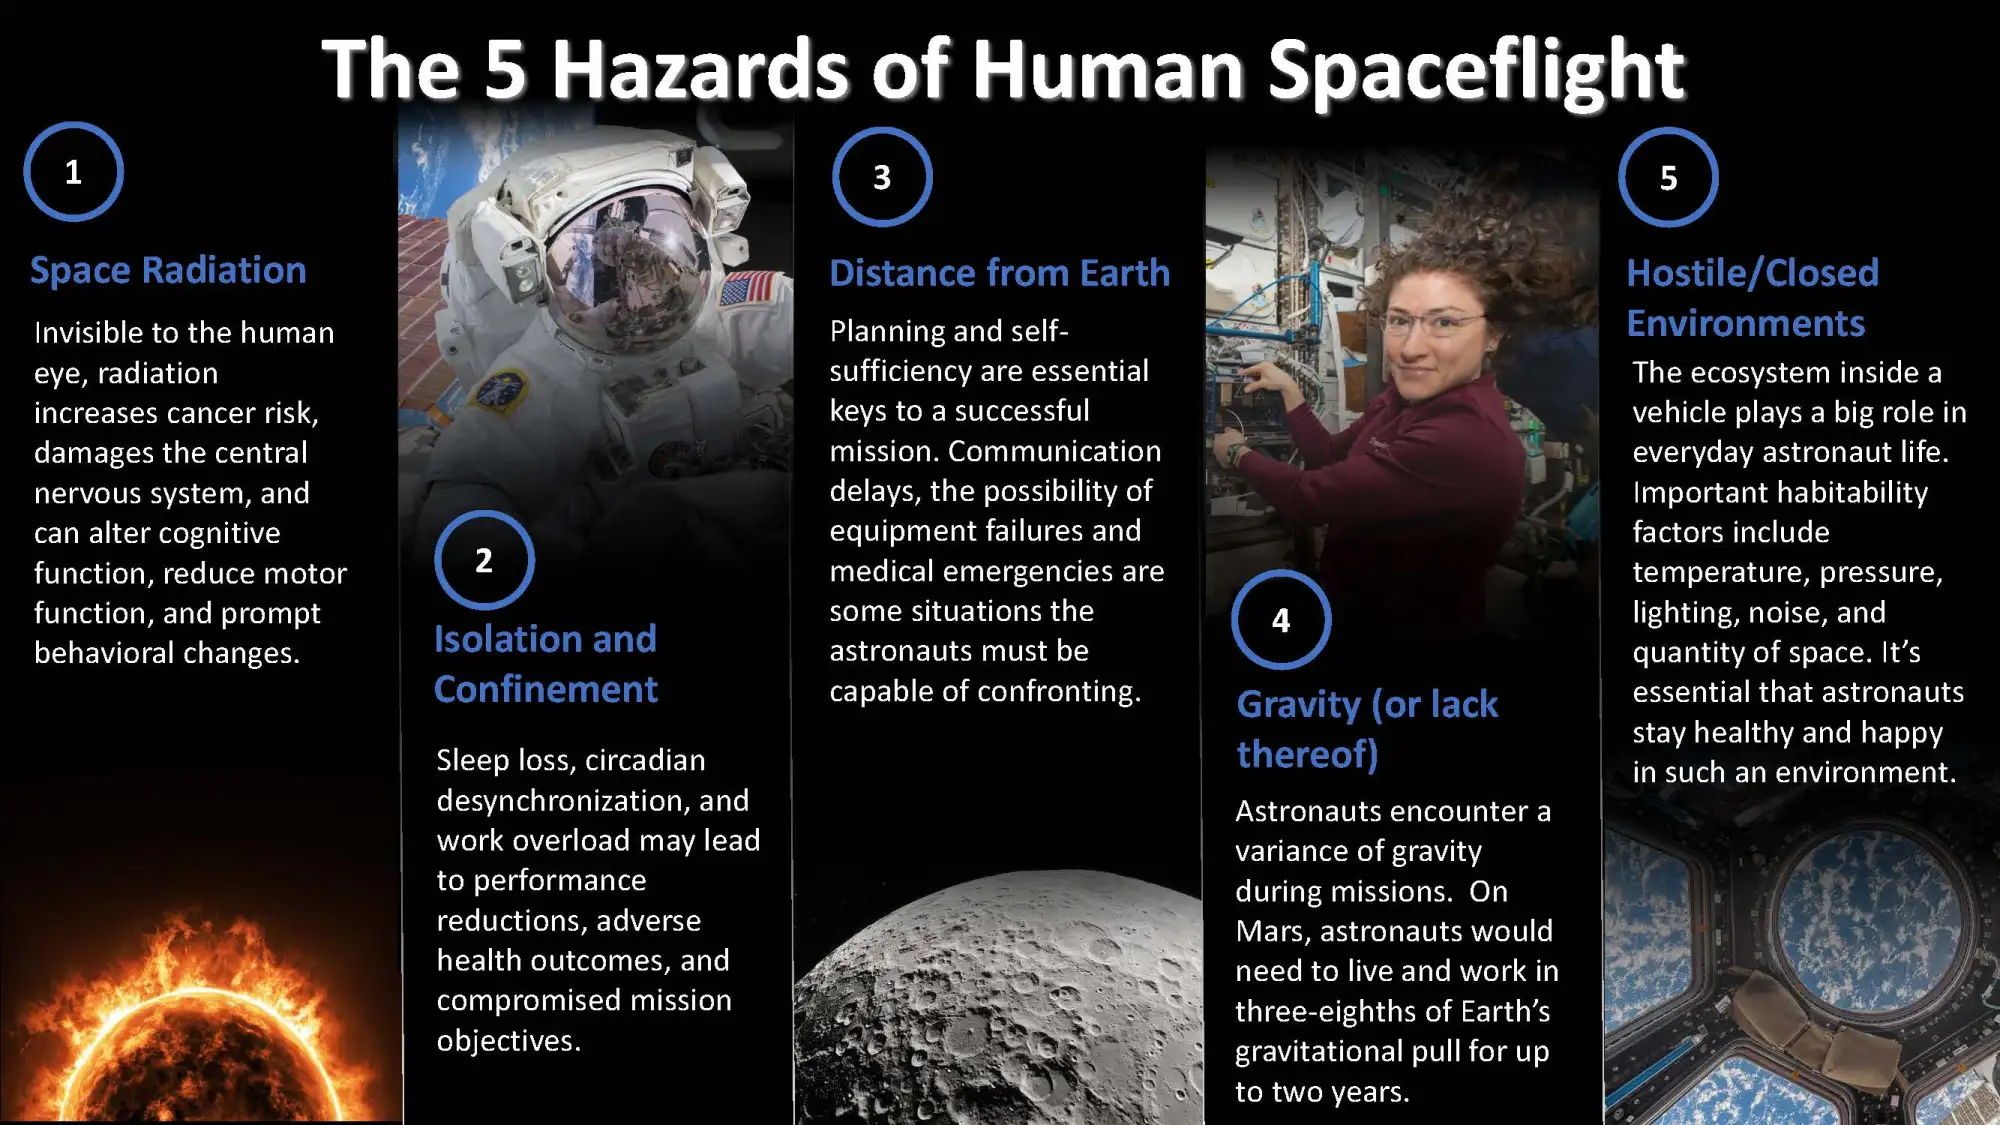 The 5 Hazards of Human Spaceflight
1
Space Radiation
Invisible to the human
eye, radiation
increases cancer risk,
damages the central
nervous system, and
can alter cognitive
function, reduce motor
function, and prompt
behavioral changes.
2
Isolation and
Confinement
Sleep loss, circadian
desynchronization, and
work overload may lead
to performance
reductions, adverse
health outcomes, and
compromised mission
objectives.
3
Distance from Earth
Planning and self-
sufficiency are essential
keys to a successful
mission. Communication
delays, the possibility of
equipment failures and
medical emergencies are
some situations the
astronauts must be
capable of confronting.
4
Gravity (or lack
thereof)
Astronauts encounter a
variance of gravity
during missions.  On
Mars, astronauts would
need to live and work in
three-eighths of Earth’s
gravitational pull for up
to two years.
5
Hostile/Closed
Environments
The ecosystem inside a
vehicle plays a big role in
everyday astronaut life.
Important habitability
factors include
temperature, pressure,
lighting, noise, and
quantity of space. It’s
essential that astronauts
stay healthy and happy
in such an environment.